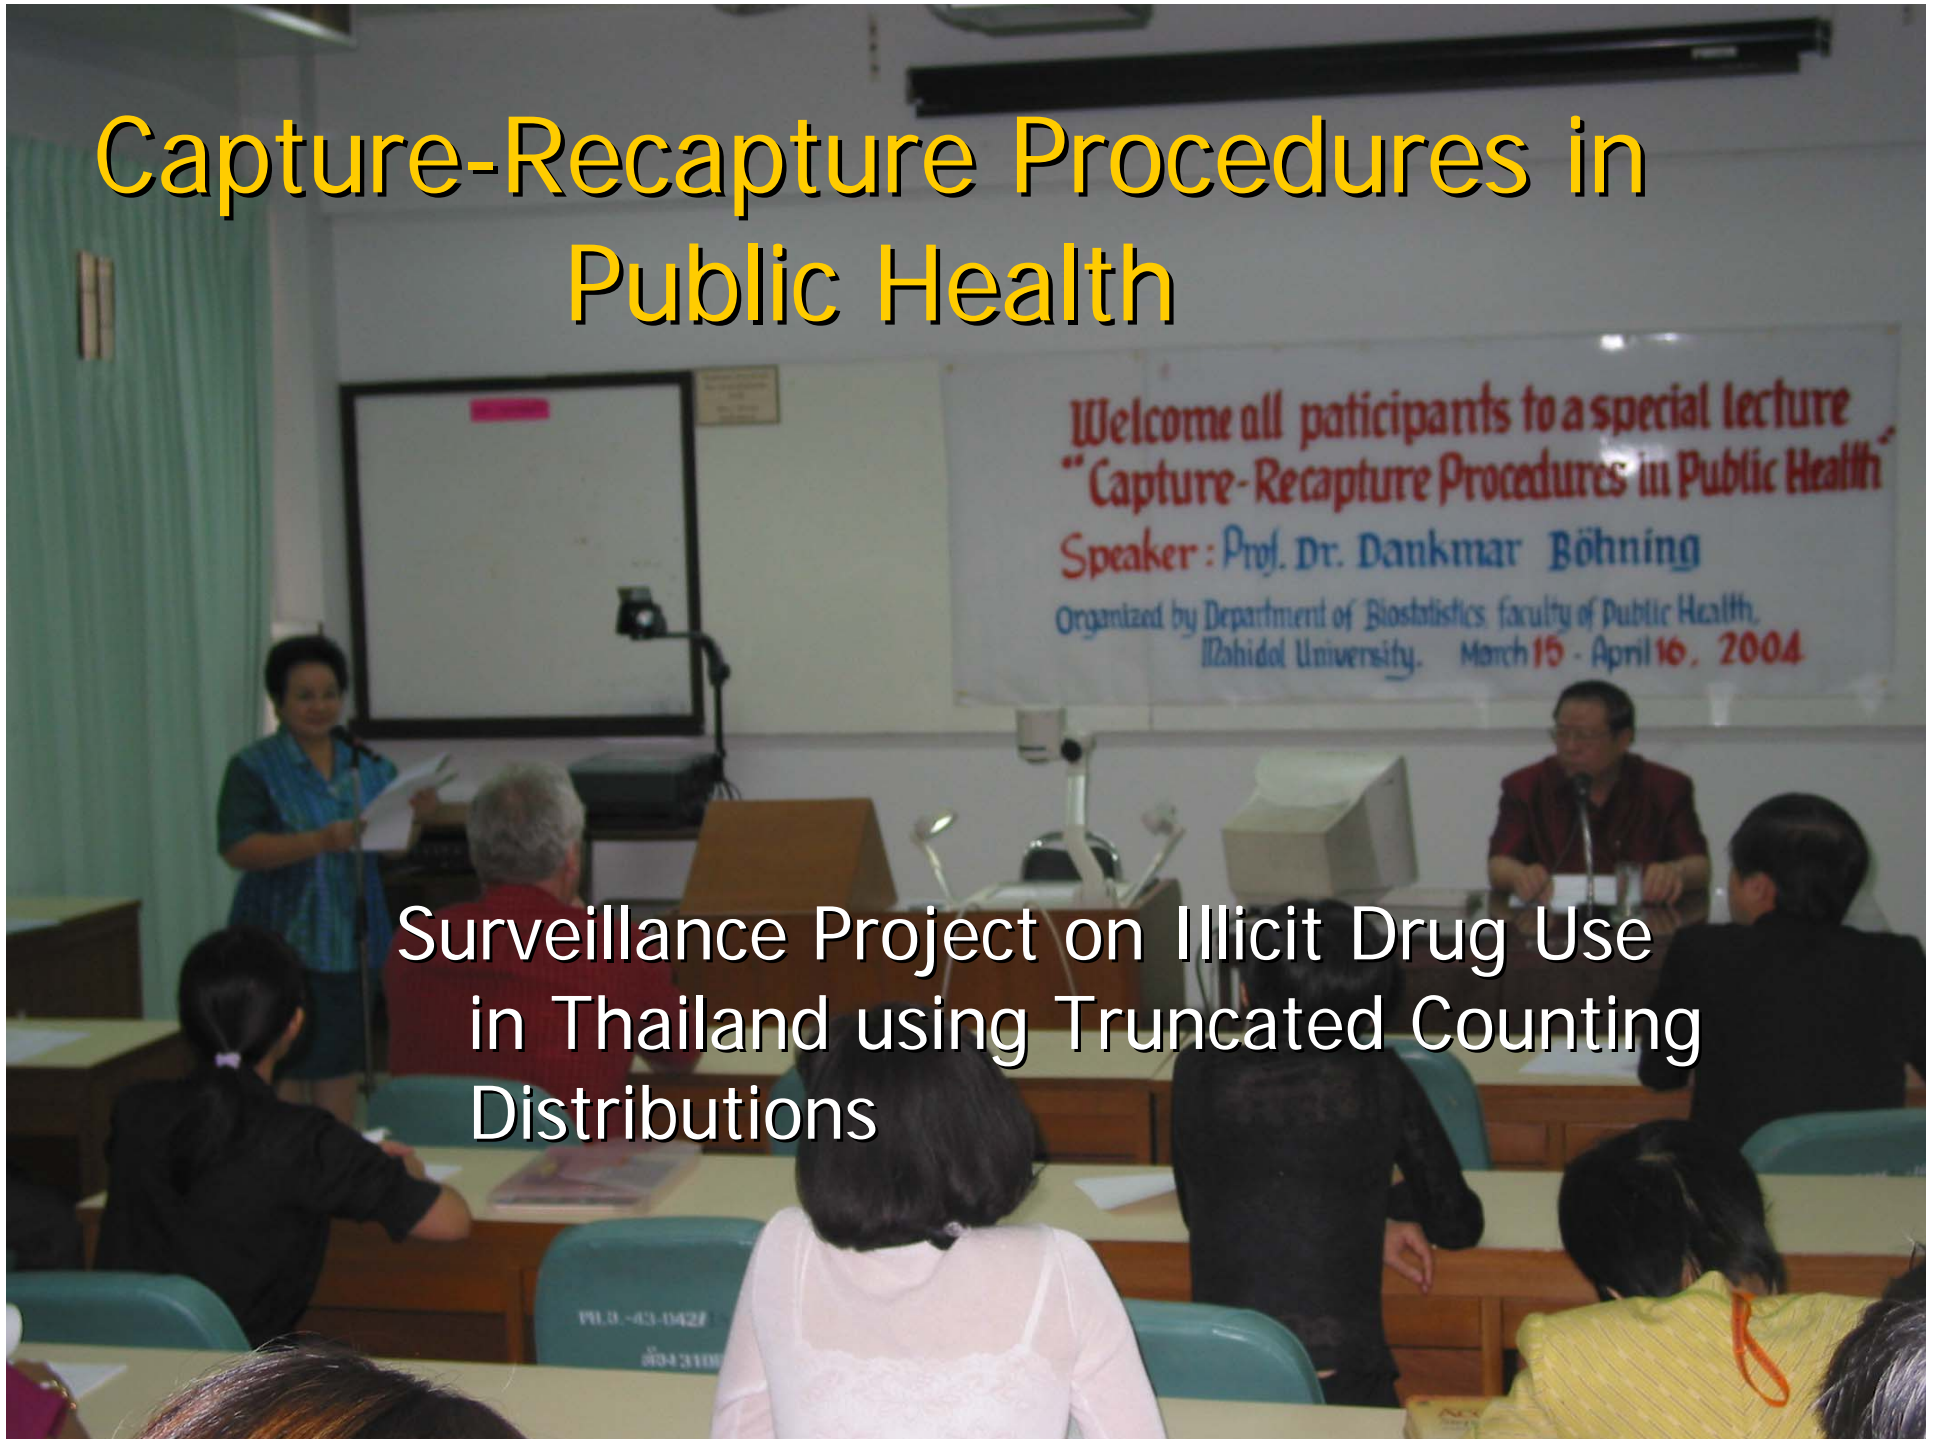 Capture-Recapture Procedures in
Public Health
Welcome all paticipants to a special lecture
"Capture-Recapture Procedures in Public Health"
Speaker : Prof. Dr. Dankmar Böhning
Organized by Department of Biostatistics, faculty of Public Health,
Mahidol University. March 15 - April 16, 2004
Surveillance Project on Illicit Drug Use
in Thailand using Truncated Counting
Distributions